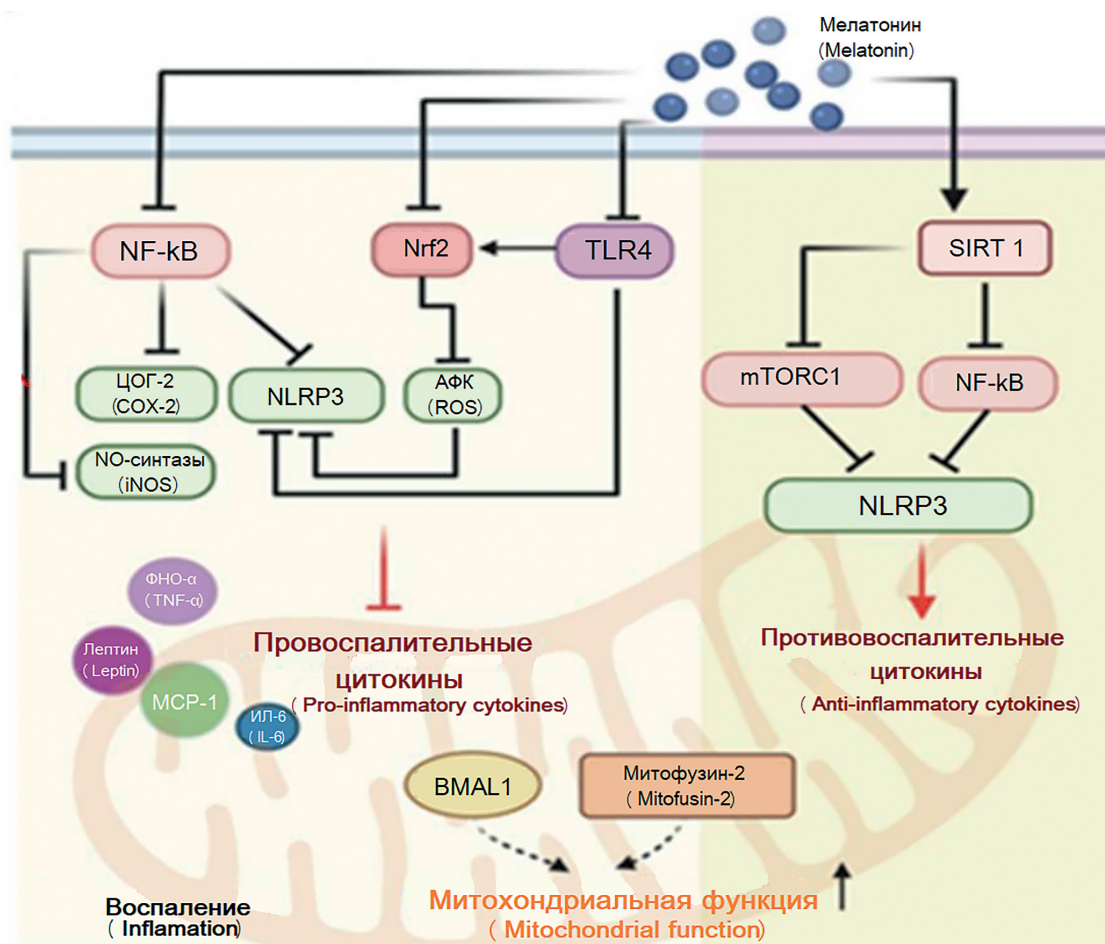 Мелатонин
(Melatonin)
NF-kB
Nrf2
TLR4
SIRT 1
ЦОГ-2
(COX-2)
NLRP3
АФК
(ROS)
mTORC1
NF-kB
NO-синтазы
(iNOS)
NLRP3
ФНО-α
( TNF-α)
Лептин
( Leptin)
MCP-1
ИЛ-6
( IL-6)
Провоспалительные
цитокины
( Pro-inflammatory cytokines)
Противовоспалительные
цитокины
( Anti-inflammatory cytokines)
BMAL1
Митофузин-2
( Mitofusin-2)
Воспаление
( Inflamation)
Митохондриальная функция
( Mitochondrial function)